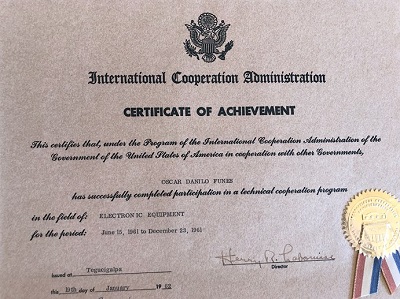 International Cooperation Administration
CERTIFICATE OF ACHIEVEMENT
This certifies that, under the Program of the International Cooperation Administration of the
Government of the United States of America in cooperation with other Governments,
OSCAR DANILO FUNES
has successfully completed participation in a technical cooperation program
in the field of: ELECTRONIC EQUIPMENT
for the period: June 15, 1961 to December 23, 1961
Henry R.
Director
Issued at Tegucigalpa
this 19th day of January 1962